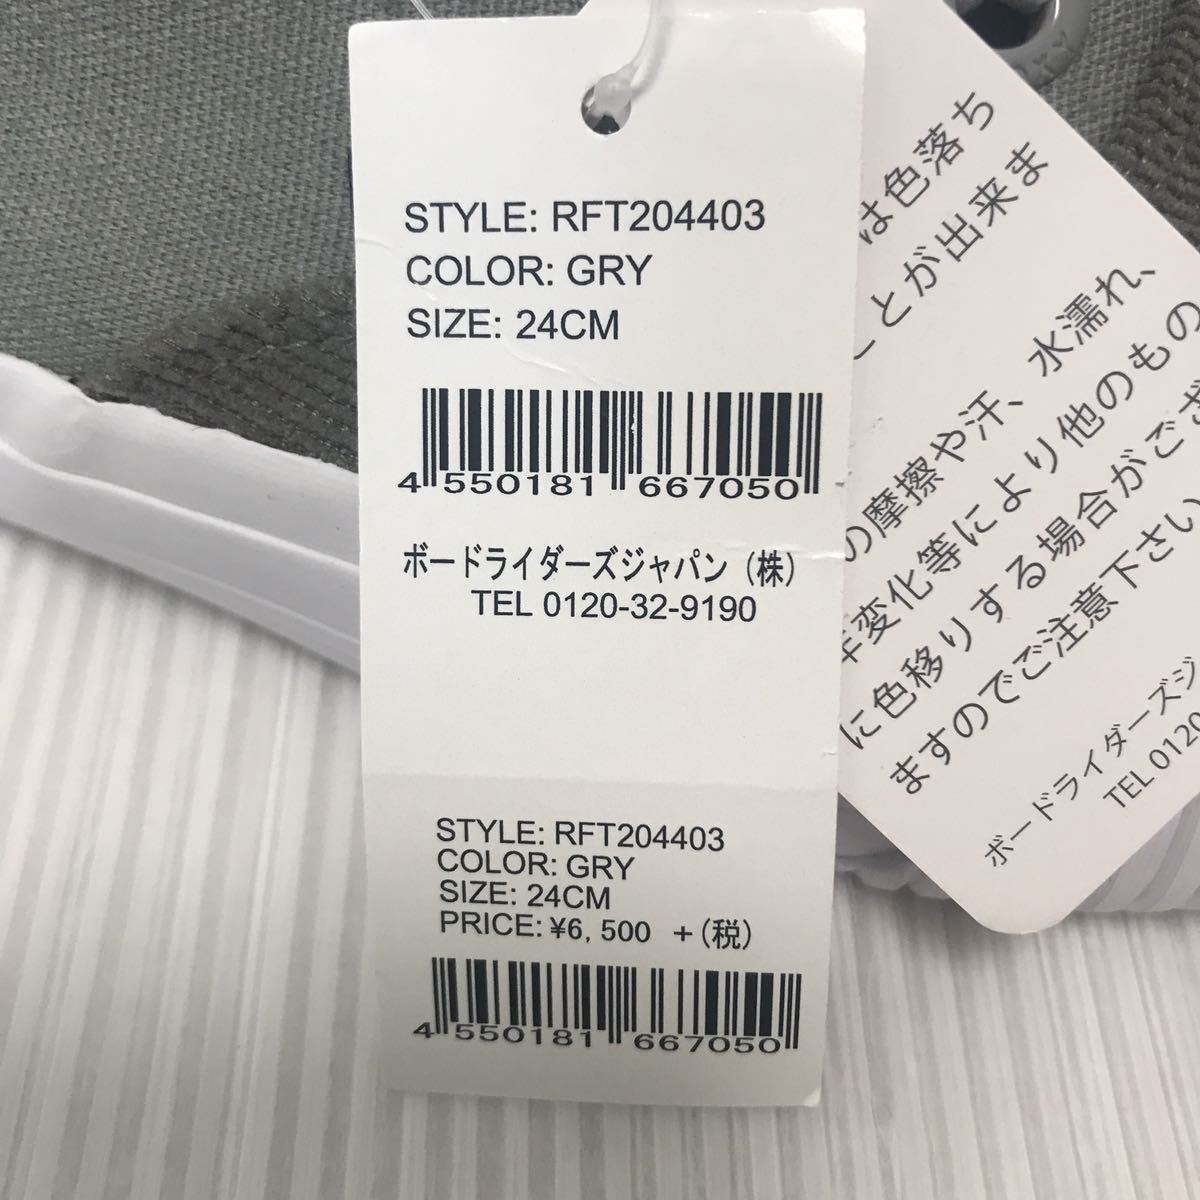 STYLE: RFT204403
COLOR: GRY
SIZE: 24CM
4 550181 667050
ボードライダーズジャパン（株）
TEL 0120-32-9190
STYLE: RFT204403
COLOR: GRY
SIZE: 24CM
PRICE: ¥6,500 +(税)
4 550181 667050
は色落ち
ことが出来ま
の摩擦や汗、水濡れ、
変化等により他のもの
に色移りする場合がござ
ますのでご注意下さい
ボードライダーズジ
TEL 0120